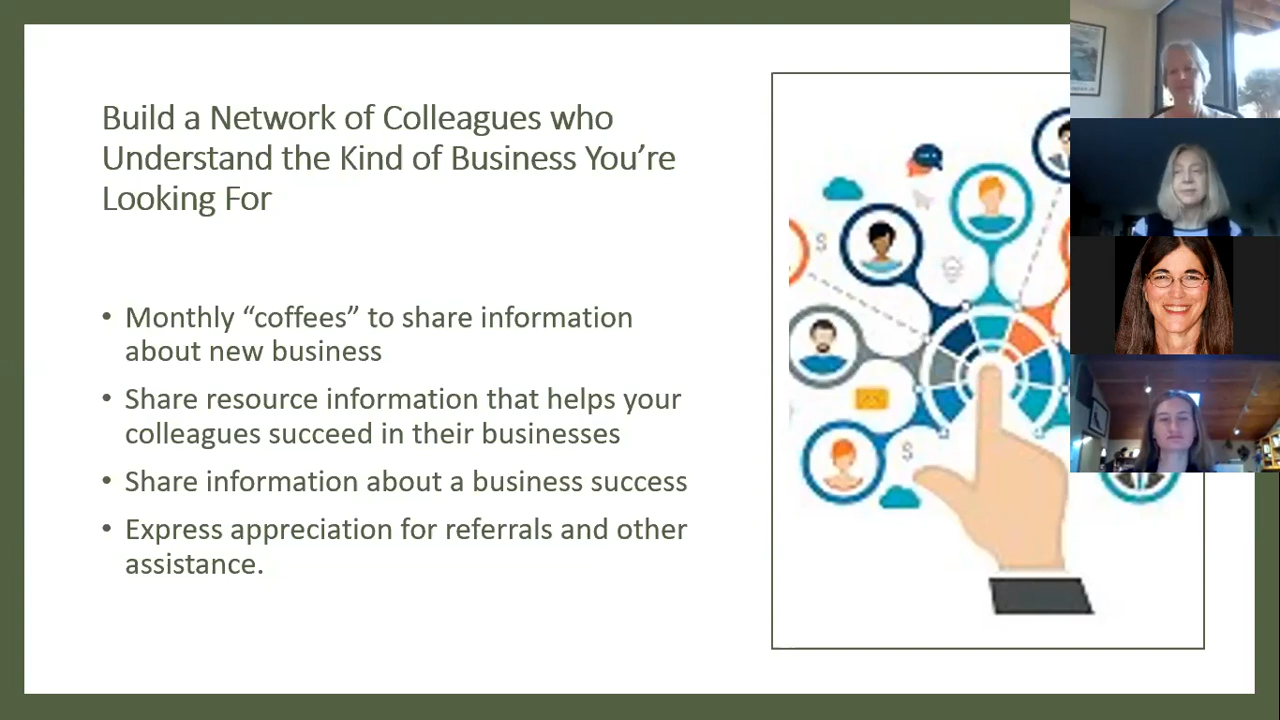 Build a Network of Colleagues who
Understand the Kind of Business You’re
Looking For
• Monthly “coffees” to share information
about new business
• Share resource information that helps your
colleagues succeed in their businesses
• Share information about a business success
• Express appreciation for referrals and other
assistance.